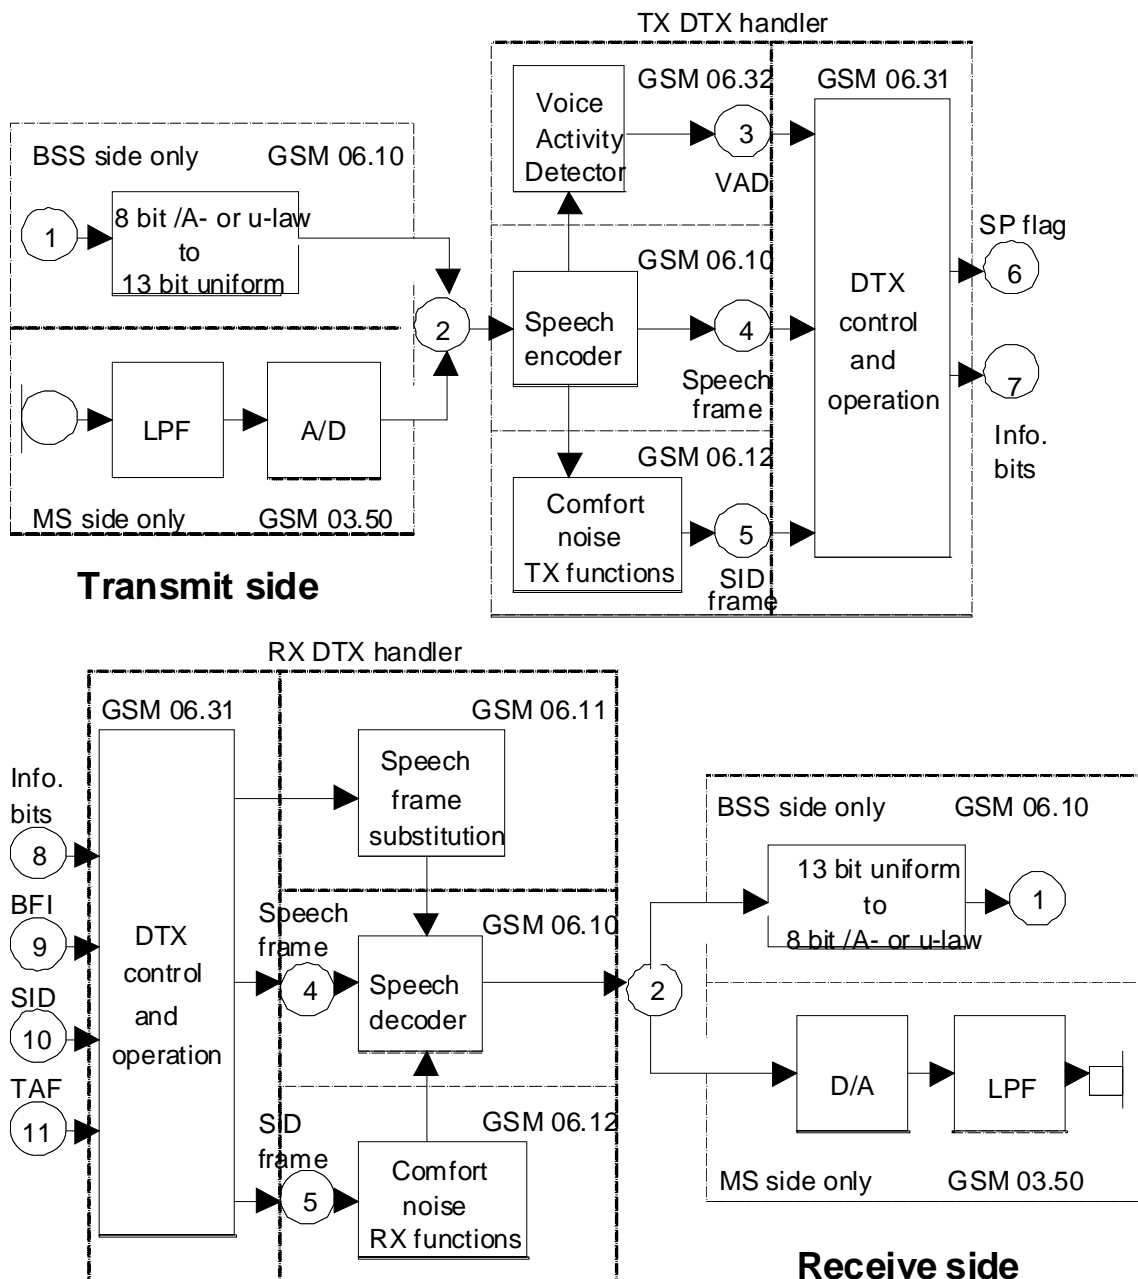 TX DTX handler
GSM 06.32
GSM 06.31
Voice
Activity
Detector
3
VAD
BSS side only
GSM 06.10
1
8 bit /A- or u-law
to
13 bit uniform
2
GSM 06.10
Speech
encoder
4
Speech
frame
DTX
control
and
operation
SP flag
6
7
Info.
bits
LPF
A/D
MS side only
GSM 03.50
GSM 06.12
Comfort
noise
TX functions
5
SID
frame
Transmit side
RX DTX handler
GSM 06.31
GSM 06.11
Info.
bits
8
BFI
9
SID
10
TAF
11
DTX
control
and
operation
Speech
frame
substitution
Speech
frame
4
GSM 06.10
Speech
decoder
2
SID
frame
5
GSM 06.12
Comfort
noise
RX functions
BSS side only
GSM 06.10
13 bit uniform
to
8 bit /A- or u-law
1
D/A
LPF
MS side only
GSM 03.50
Receive side